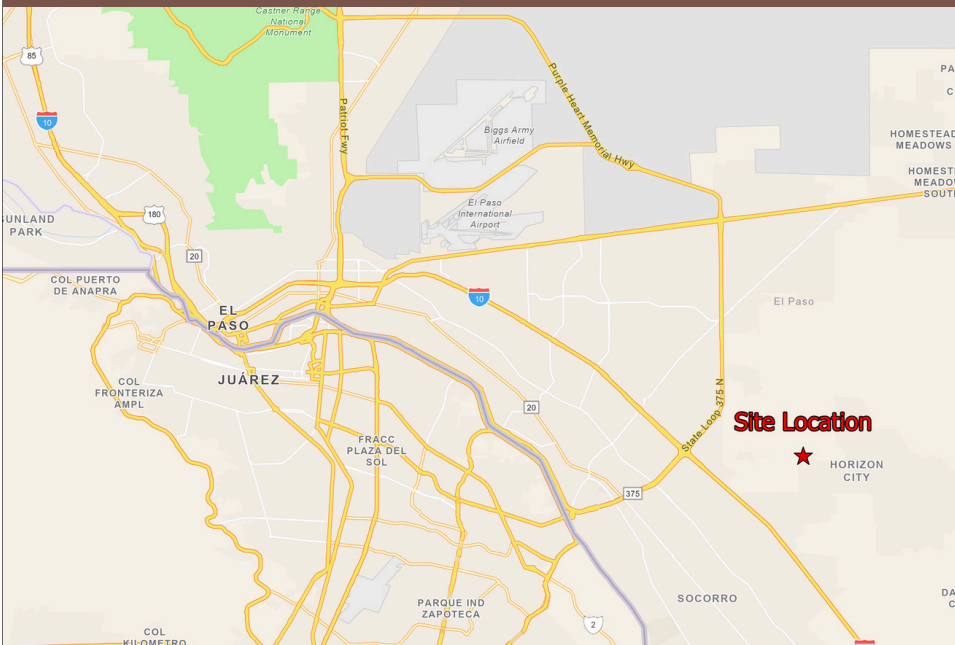 Castner Range
National
Monument
85
10
Patriot Fwy
Purple Heart Memorial Hwy
Biggs Army
Airfield
PA
C
HOMESTEAD
MEADOWS
HOMEST
MEADOW
SOUT
El Paso
International
Airport
SUNLAND
PARK
180
20
COL PUERTO
DE ANAPRA
10
El Paso
EL
PASO
JUÁREZ
COL
FRONTERIZA
AMPL
State Loop 375 N
20
Site Location
FRACC
PLAZA DEL
SOL
HORIZON
CITY
375
PARQUE IND
ZAPOTECA
SOCORRO
DA
C
2
COL
KILOMETRO